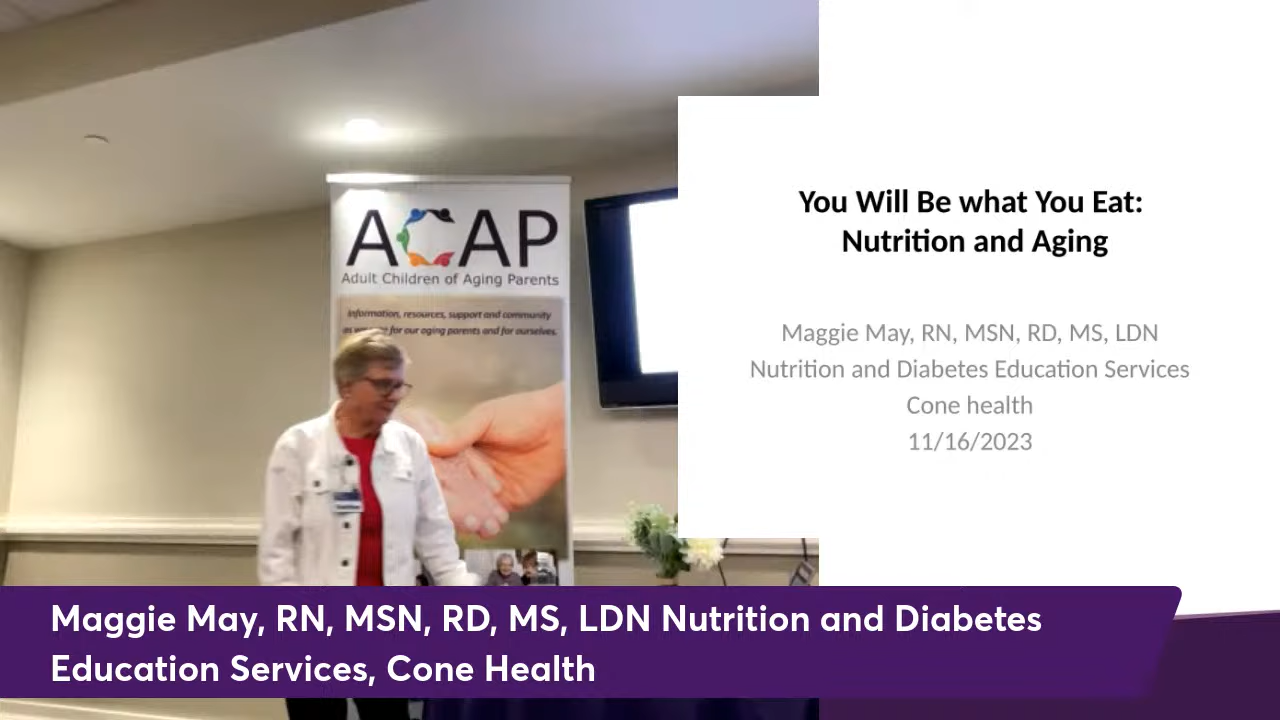 ACAP
Adult Children of Aging Parents
Information, resources, support and community
as we care for our aging parents and for ourselves.
You Will Be what You Eat:
Nutrition and Aging
Maggie May, RN, MSN, RD, MS, LDN
Nutrition and Diabetes Education Services
Cone health
11/16/2023
Maggie May, RN, MSN, RD, MS, LDN Nutrition and Diabetes
Education Services, Cone Health